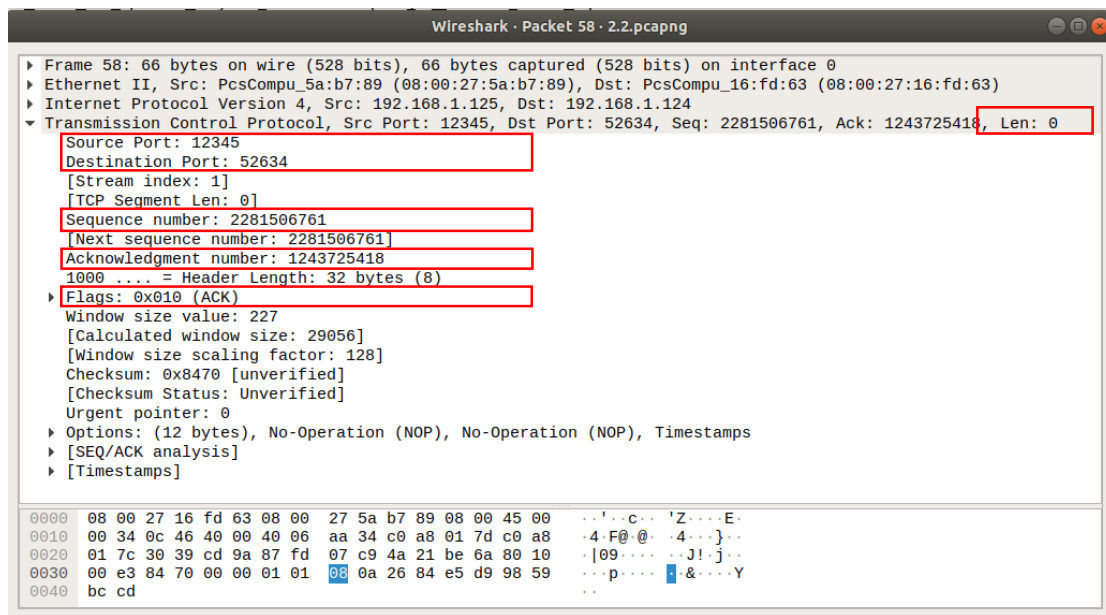 Wireshark · Packet 58 · 2.2.pcapng
Frame 58: 66 bytes on wire (528 bits), 66 bytes captured (528 bits) on interface 0
Ethernet II, Src: PcsCompu_5a:b7:89 (08:00:27:5a:b7:89), Dst: PcsCompu_16:fd:63 (08:00:27:16:fd:63)
Internet Protocol Version 4, Src: 192.168.1.125, Dst: 192.168.1.124
Transmission Control Protocol, Src Port: 12345, Dst Port: 52634, Seq: 2281506761, Ack: 1243725418, Len: 0
Source Port: 12345
Destination Port: 52634
[Stream index: 1]
[TCP Segment Len: 0]
Sequence number: 2281506761
[Next sequence number: 2281506761]
Acknowledgment number: 1243725418
1000 .... = Header Length: 32 bytes (8)
Flags: 0x010 (ACK)
Window size value: 227
[Calculated window size: 29056]
[Window size scaling factor: 128]
Checksum: 0x8470 [unverified]
[Checksum Status: Unverified]
Urgent pointer: 0
Options: (12 bytes), No-Operation (NOP), No-Operation (NOP), Timestamps
[SEQ/ACK analysis]
[Timestamps]
0000 08 00 27 16 fd 63 08 00 27 5a b7 89 08 00 45 00 ··'··c·· 'Z····E·
0010 00 34 0c 46 40 00 40 06 aa 34 c0 a8 01 7d c0 a8 ·4·F@·@· ·4···}··
0020 01 7c 30 39 cd 9a 87 fd 07 c9 4a 21 be 6a 80 10 ·|09···· ··J!·j··
0030 00 e3 84 70 00 00 01 01 08 0a 26 84 e5 d9 98 59 ···p···· ··&····Y
0040 bc cd ··